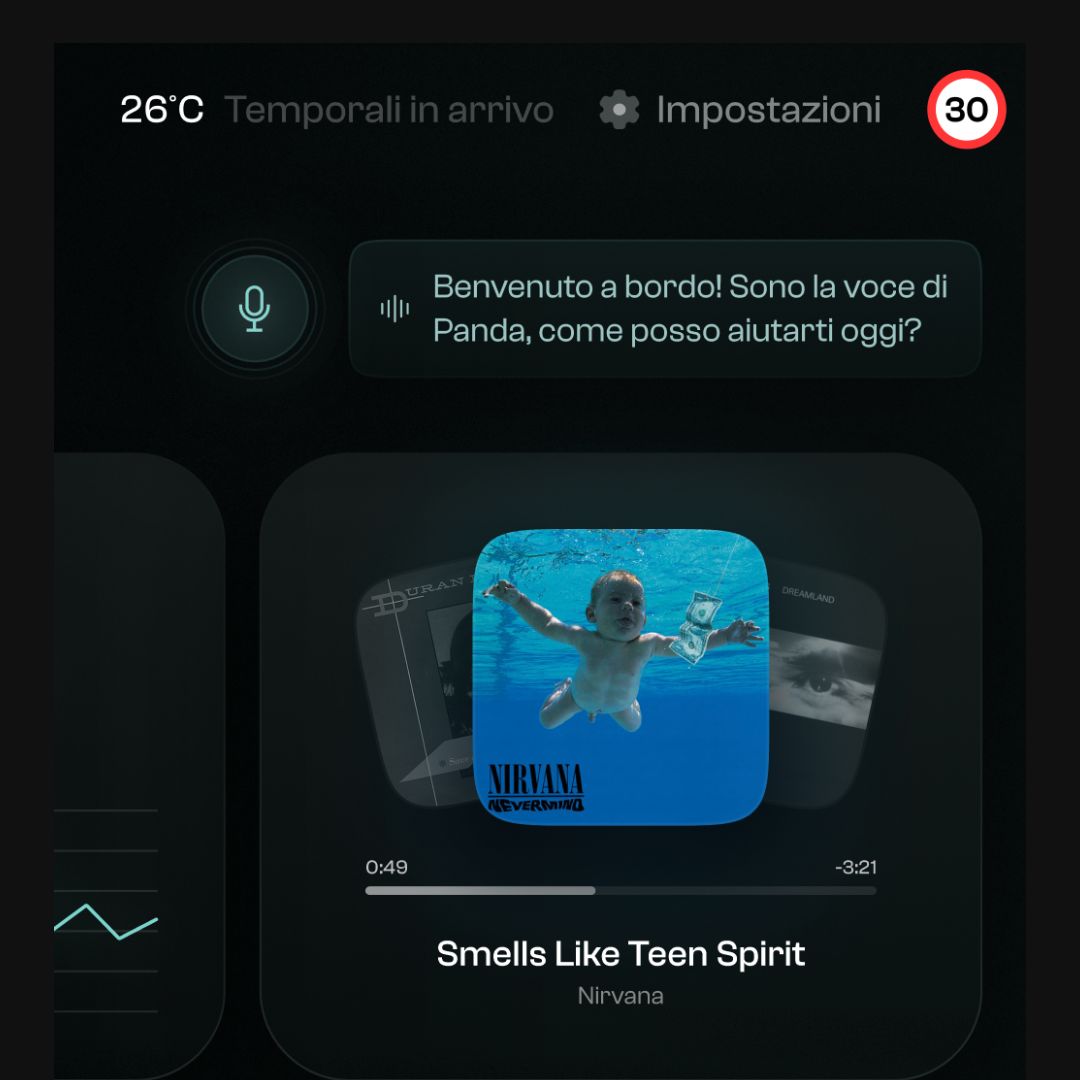 26°C Temporali in arrivo Impostazioni 30
Benvenuto a bordo! Sono la voce di
Panda, come posso aiutarti oggi?
DURAN
DREAMLAND
NIRVANA
NEVERMIND
0:49 -3:21
Smells Like Teen Spirit
Nirvana